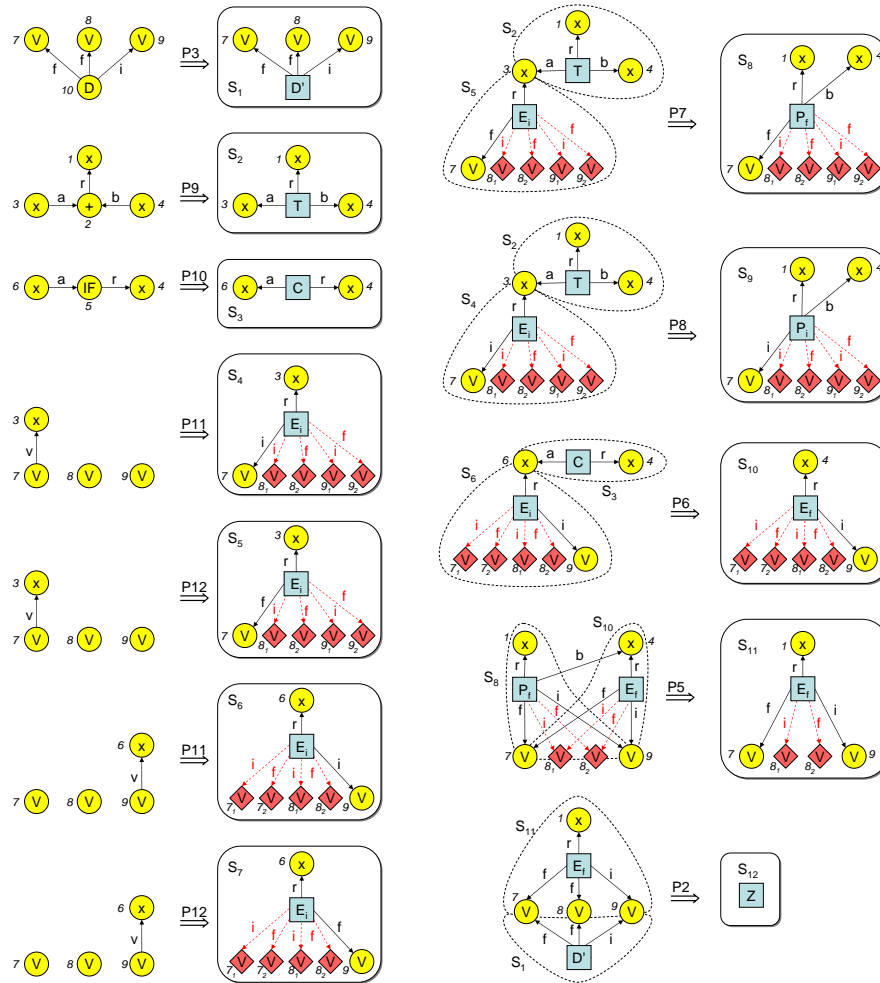 8
7 V V V 9
f f i
10 D
P3
8
7 V V V 9
f f i
S1 D'
1 x
r
3 x a + b x 4
2
P9
S2
1 x
r
3 x a T b x 4
6 x a IF r x 4
5
P10
6 x a C r x 4
S3
3 x
v
7 V 8 V 9 V
P11
S4
3 x
r
Ei
i i f i f
7 V V V V V
81 82 91 92
3 x
v
7 V 8 V 9 V
P12
S5
3 x
r
Ei
f i f i f
7 V V V V V
81 82 91 92
6 x
v
7 V 8 V 9 V
P11
S6
6 x
r
Ei
i f i f i
V V V V V
71 72 81 82 9
6 x
v
7 V 8 V 9 V
P12
S7
6 x
r
Ei
i f i f f
V V V V V
71 72 81 82 9
S2
1 x
r
3 x a T b x 4
S5
r
Ei
f i f i f
7 V V V V V
81 82 91 92
P7
S8
1 x x 4
r b
Pf
f i f i f
7 V V V V V
81 82 91 92
S2
1 x
r
3 x a T b x 4
S4
r
Ei
i i f i f
7 V V V V V
81 82 91 92
P8
S9
1 x x 4
r b
Pi
i i f i f
7 V V V V V
81 82 91 92
6 x a C r x 4
S6 S3
r
Ei
i f i f i
V V V V V
71 72 81 82 9
P6
S10
x 4
r
Ef
i f i f i
V V V V V
71 72 81 82 9
S10
1 x x 4
b
S8 r r
Pf Ef
f i f i f i f i
7 V V V V 9
81 82
P5
S11
1 x
r
Ef
f i f i
7 V V V V 9
81 82
S11
1 x
r
Ef
f f i
7 V 8 V 9 V
f f i
S1 D'
P2
S12
Z